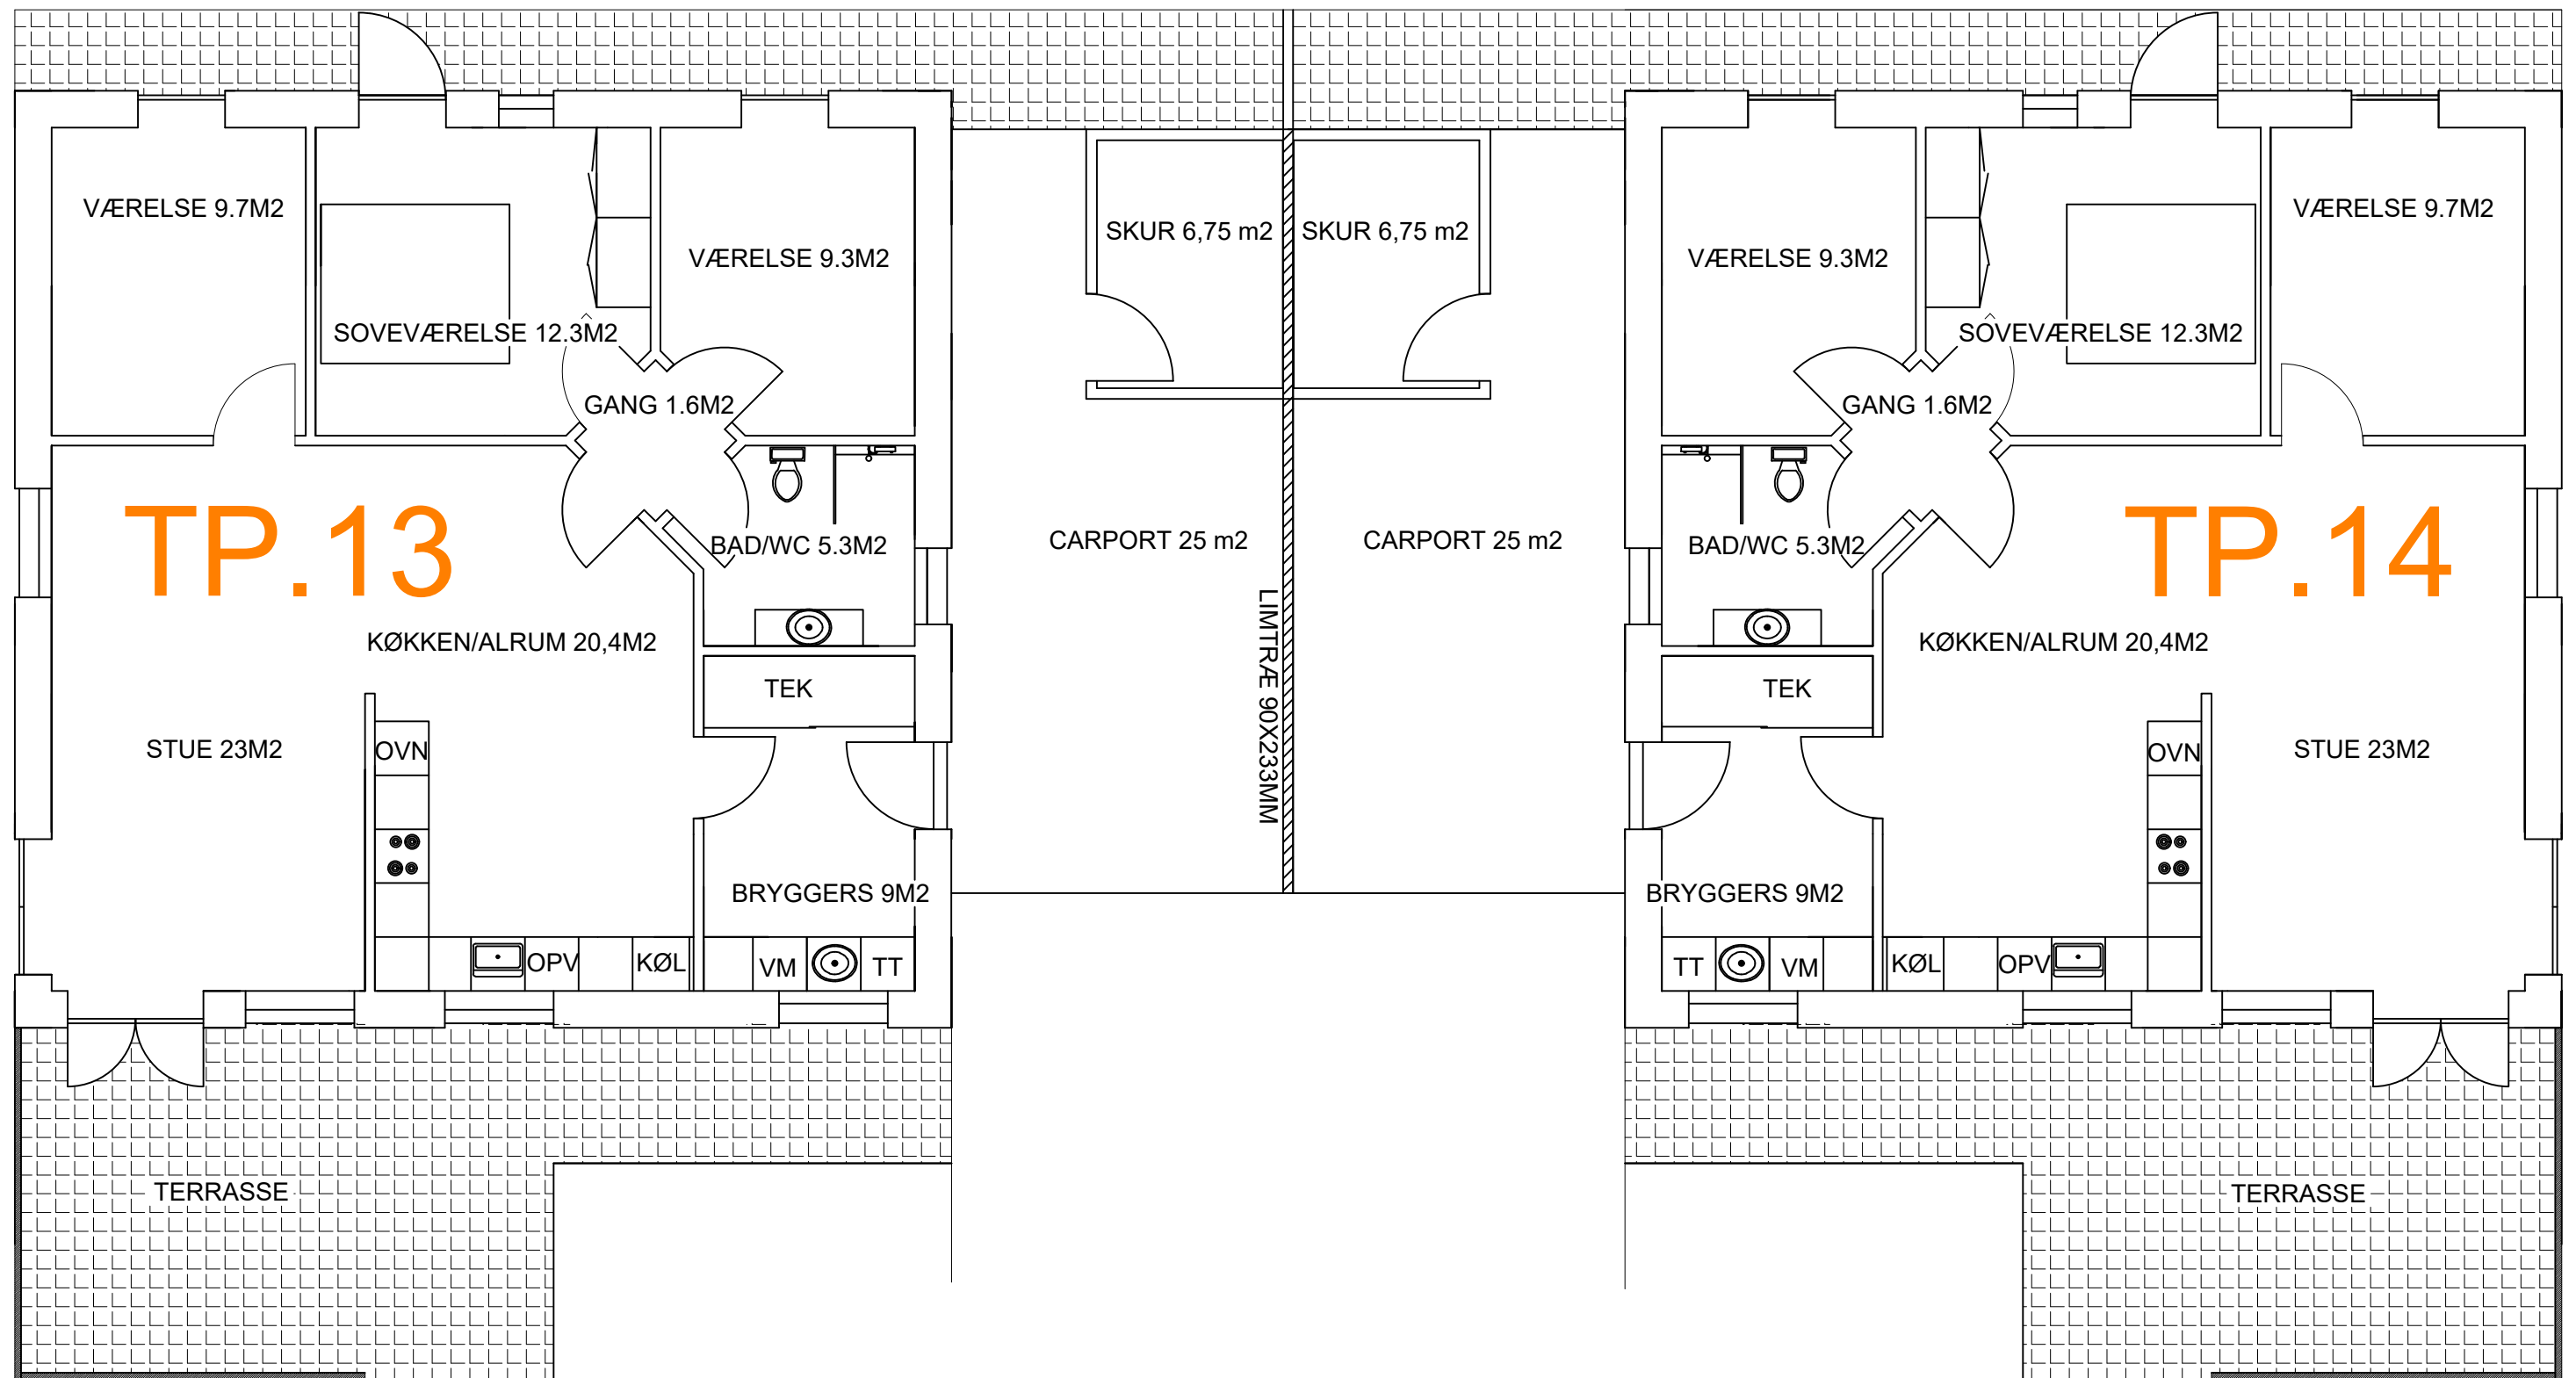 VÆRELSE 9.7M2
SOVEVÆRELSE 12.3M2
VÆRELSE 9.3M2
GANG 1.6M2
TP.13
BAD/WC 5.3M2
KØKKEN/ALRUM 20,4M2
TEK
STUE 23M2
OVN
BRYGGERS 9M2
OPV
KØL
VM
TT
TERRASSE
SKUR 6,75 m2
SKUR 6,75 m2
CARPORT 25 m2
CARPORT 25 m2
LIMTRÆ 90X233MM
VÆRELSE 9.3M2
SOVEVÆRELSE 12.3M2
VÆRELSE 9.7M2
GANG 1.6M2
TP.14
BAD/WC 5.3M2
KØKKEN/ALRUM 20,4M2
TEK
OVN
STUE 23M2
BRYGGERS 9M2
TT
VM
KØL
OPV
TERRASSE